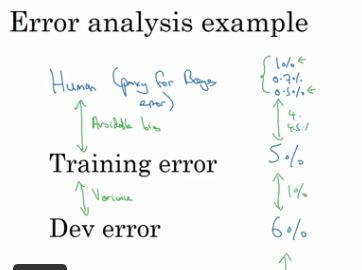 Error analysis example
Human (proxy for Bayes error)
1%
0.7%
0.5%
Avoidable bias
4.
4.5%
Training error
5%
Variance
1%
Dev error
6%